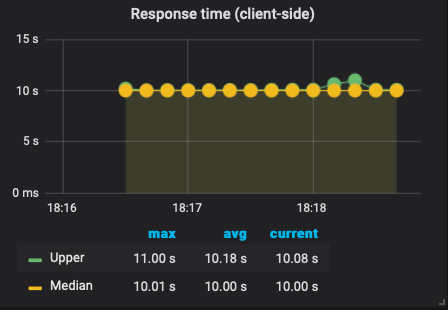 Response time (client-side)
15 s
10 s
5 s
0 ms
18:16 18:17 18:18
max avg current
Upper 11.00 s 10.18 s 10.08 s
Median 10.01 s 10.00 s 10.00 s